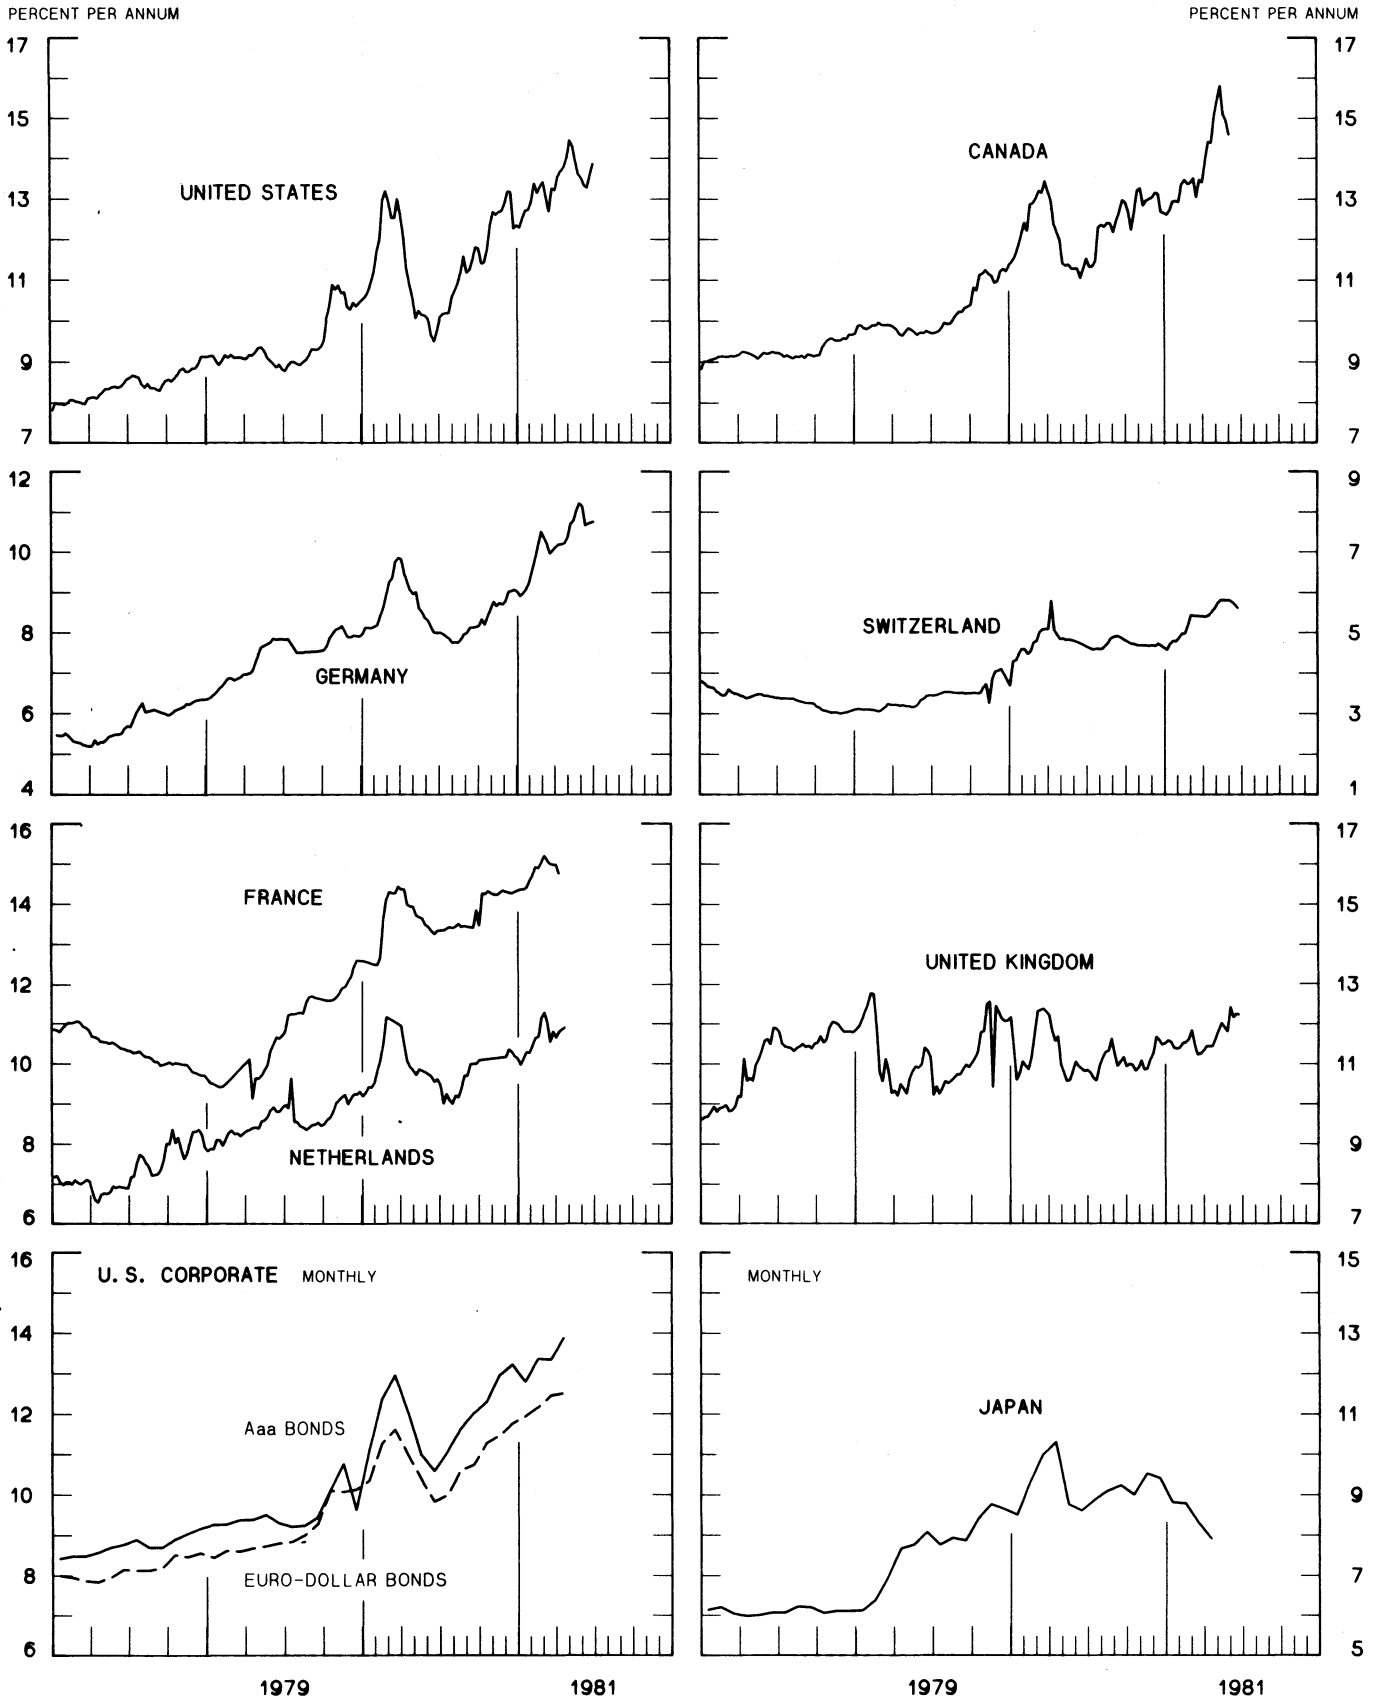 PERCENT PER ANNUM PERCENT PER ANNUM
17 17
15 15
CANADA
UNITED STATES
13 13
11 11
9 9
7 7
12 9
10 7
SWITZERLAND
8 5
GERMANY
6 3
4 1
16 17
FRANCE
14 15
UNITED KINGDOM
12 13
10 11
8 9
NETHERLANDS
6 7
16 15
U. S. CORPORATE MONTHLY MONTHLY
14 13
JAPAN
12 11
Aaa BONDS
10 9
8 7
EURO-DOLLAR BONDS
6 5
1979 1981 1979 1981